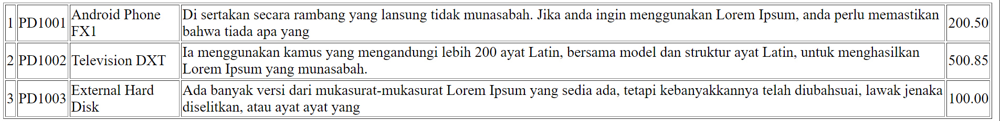 1 PD1001 Android Phone FX1 Di sertakan secara rambang yang lansung tidak munasabah. Jika anda ingin menggunakan Lorem Ipsum, anda perlu memastikan bahwa tiada apa yang 200.50
2 PD1002 Television DXT Ia menggunakan kamus yang mengandungi lebih 200 ayat Latin, bersama model dan struktur ayat Latin, untuk menghasilkan Lorem Ipsum yang munasabah. 500.85
3 PD1003 External Hard Disk Ada banyak versi dari mukasurat-mukasurat Lorem Ipsum yang sedia ada, tetapi kebanyakkannya telah diubahsuai, lawak jenaka diselitkan, atau ayat ayat yang 100.00